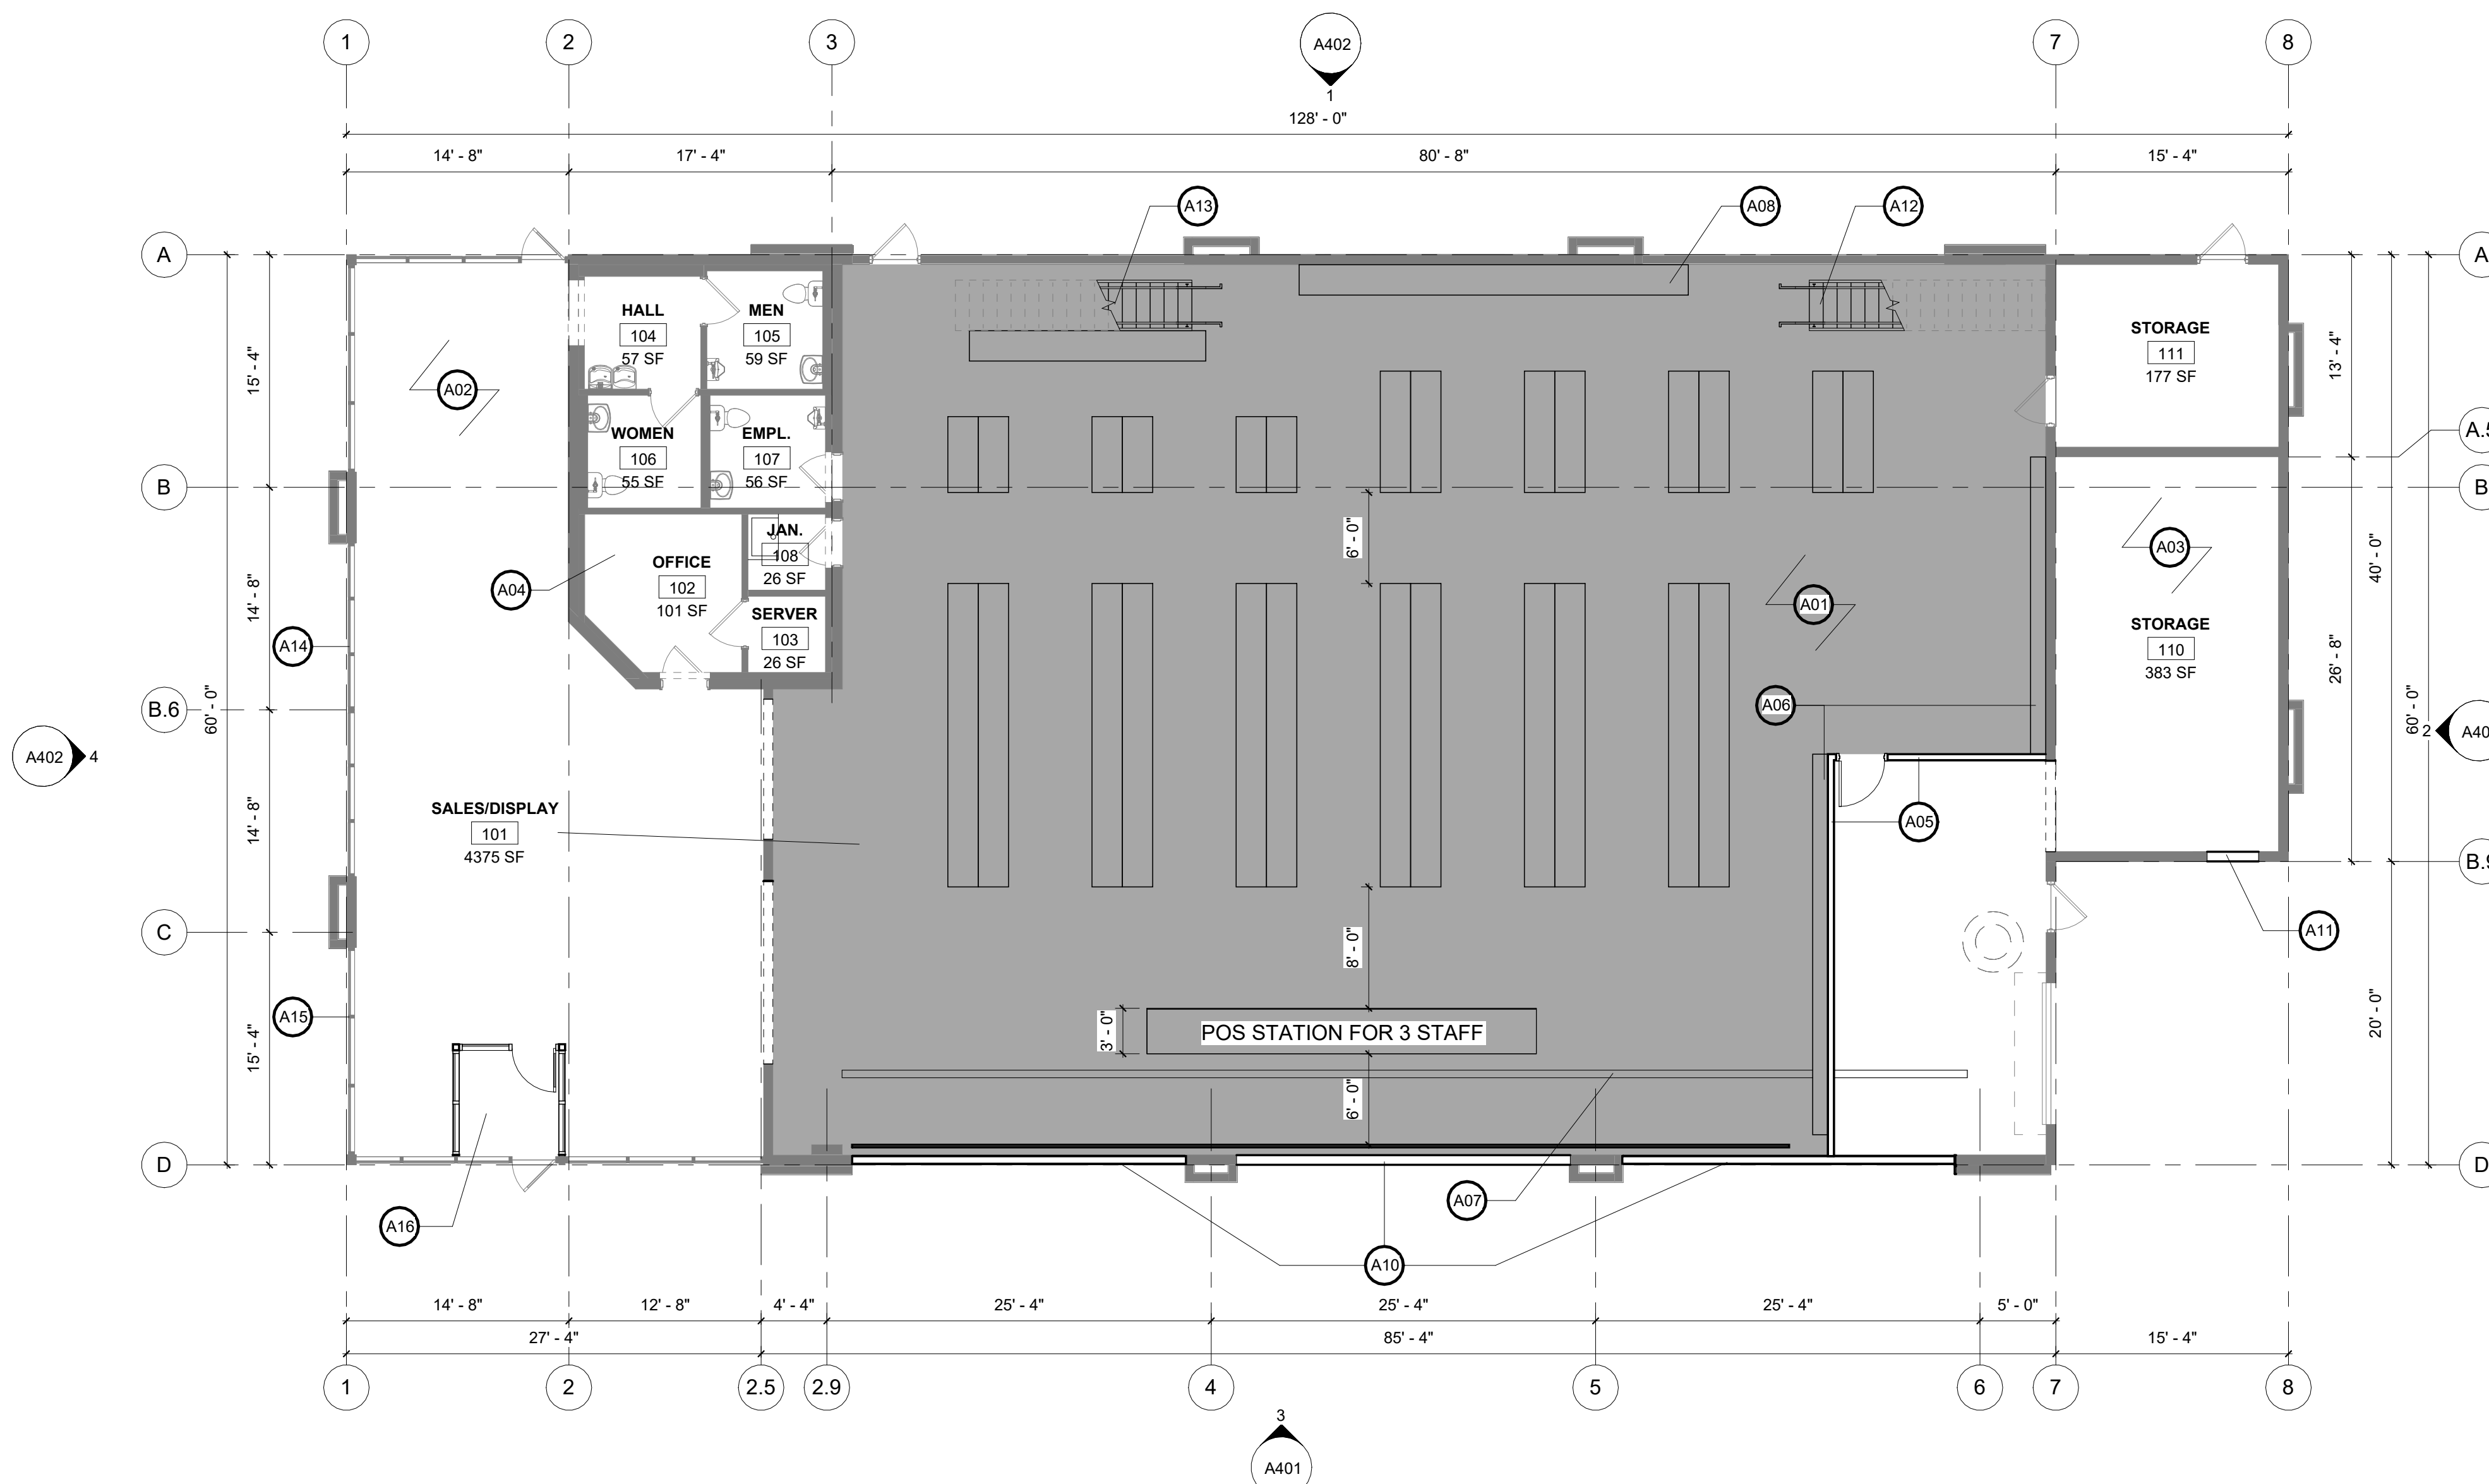 1
2
3
A402
1
7
8
128' - 0"
14' - 8"
17' - 4"
80' - 8"
15' - 4"
A13
A08
A12
A
A
HALL
104
57 SF
MEN
105
59 SF
STORAGE
111
177 SF
13' - 4"
15' - 4"
A02
WOMEN
106
55 SF
EMPL.
107
56 SF
B
B
6' - 0"
JAN.
108
26 SF
A03
40' - 0"
OFFICE
102
101 SF
A04
14' - 8"
A01
SERVER
103
26 SF
STORAGE
110
383 SF
A14
26' - 8"
B.6
60' - 0"
A06
60' - 0"
A402
4
2
SALES/DISPLAY
101
4375 SF
14' - 8"
A05
C
8' - 0"
A11
A15
POS STATION FOR 3 STAFF
3' - 0"
20' - 0"
15' - 4"
6' - 0"
D
D
A07
A16
A10
14' - 8"
12' - 8"
4' - 4"
25' - 4"
25' - 4"
25' - 4"
5' - 0"
27' - 4"
85' - 4"
15' - 4"
1
2
2.5
2.9
4
5
6
7
8
3
A401